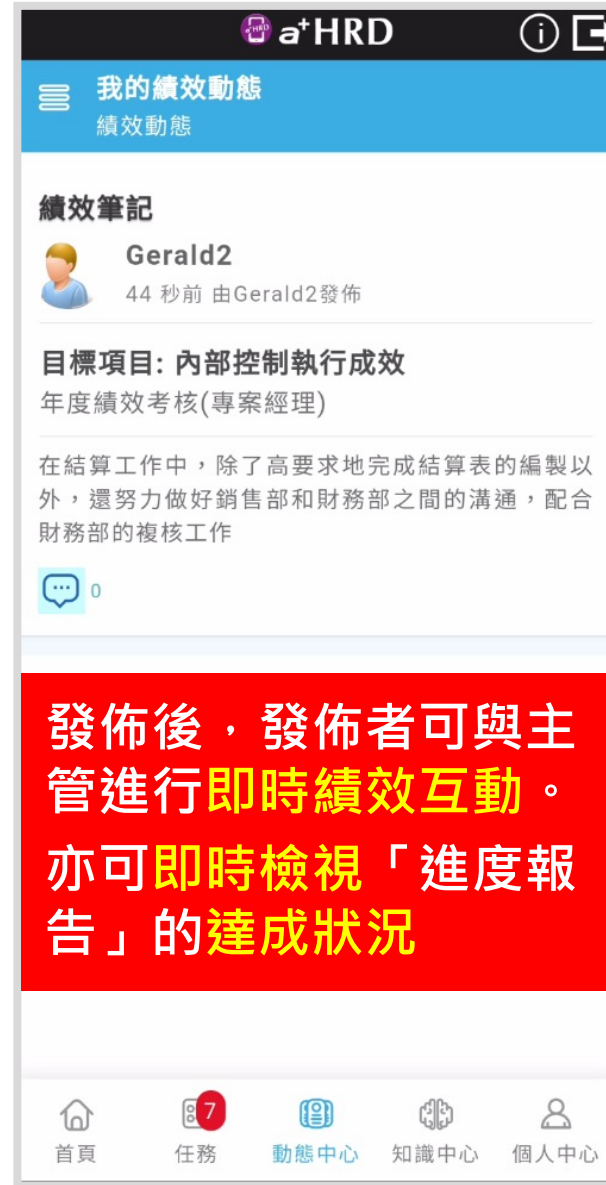 a⁺HRD
我的績效動態
績效動態
績效筆記
Gerald2
44 秒前 由Gerald2發佈
目標項目: 內部控制執行成效
年度績效考核(專案經理)
在結算工作中，除了高要求地完成結算表的編製以
外，還努力做好銷售部和財務部之間的溝通，配合
財務部的複核工作
0
發佈後，發佈者可與主
管進行即時績效互動。
亦可即時檢視「進度報
告」的達成狀況
7
首頁 任務 動態中心 知識中心 個人中心